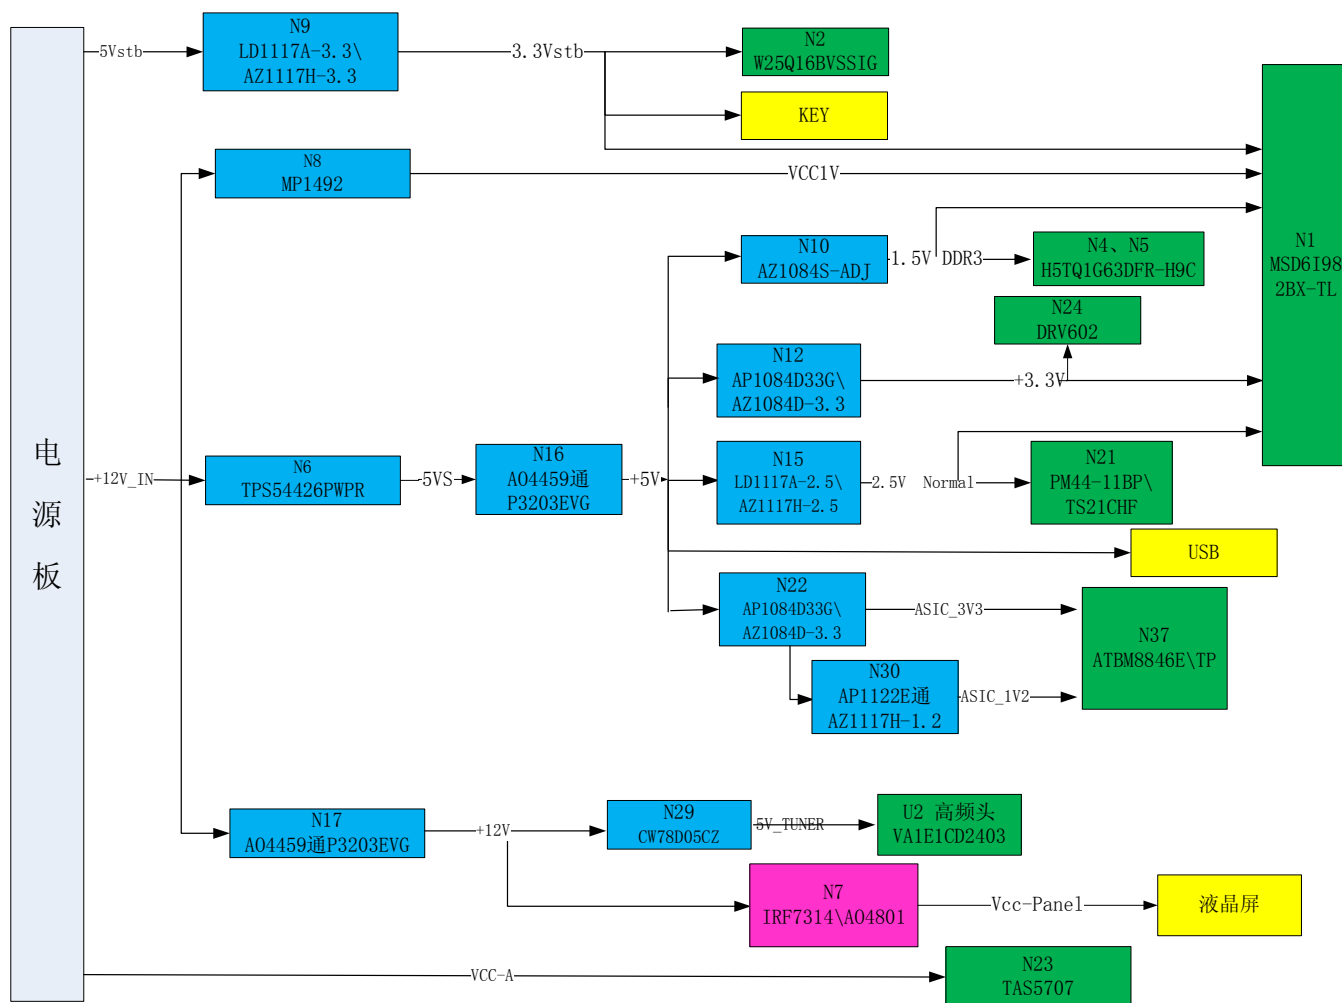 电
源
板
5Vstb
N9
LD1117A-3.3\
AZ1117H-3.3
3.3Vstb
N2
W25Q16BVSSIG
KEY
N8
MP1492
VCC1V
N1
MSD6I98
2BX-TL
N10
AZ1084S-ADJ
1.5V DDR3
N4、N5
H5TQ1G63DFR-H9C
N24
DRV602
N12
AP1084D33G\
AZ1084D-3.3
+3.3V
+12V_IN
N6
TPS54426PWPR
5VS
N16
AO4459通
P3203EVG
+5V
N15
LD1117A-2.5\
AZ1117H-2.5
2.5V Normal
N21
PM44-11BP\
TS21CHF
USB
N22
AP1084D33G\
AZ1084D-3.3
ASIC_3V3
N37
ATBM8846E\TP
N30
AP1122E通
AZ1117H-1.2
ASIC_1V2
N17
AO4459通P3203EVG
+12V
N29
CW78D05CZ
5V_TUNER
U2 高频头
VA1E1CD2403
N7
IRF7314\AO4801
Vcc-Panel
液晶屏
VCC-A
N23
TAS5707